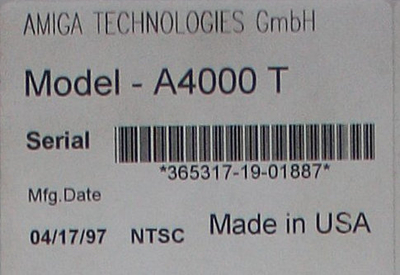 AMIGA TECHNOLOGIES GmbH
Model - A4000 T
Serial
*365317-19-01887*
Mfg.Date
04/17/97 NTSC Made in USA